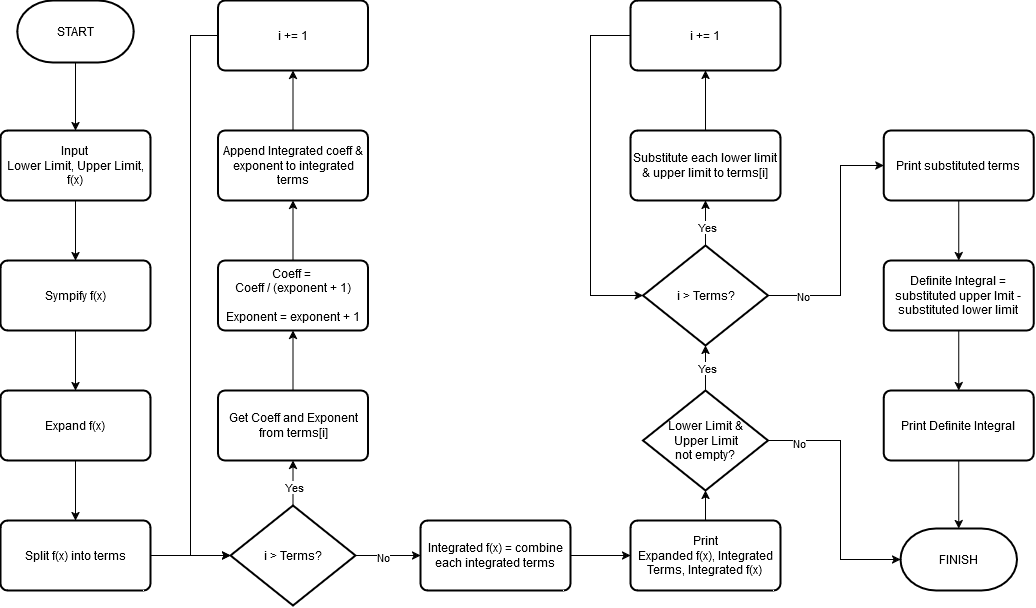 START
Input
Lower Limit, Upper Limit,
f(x)
Sympify f(x)
Expand f(x)
Split f(x) into terms
i += 1
Append Integrated coeff &
exponent to integrated
terms
Coeff =
Coeff / (exponent + 1)
Exponent = exponent + 1
Get Coeff and Exponent
from terms[i]
Yes
i > Terms?
No
Integrated f(x) = combine
each integrated terms
Print
Expanded f(x), Integrated
Terms, Integrated f(x)
Lower Limit &
Upper Limit
not empty?
Yes
No
i > Terms?
Yes
No
Substitute each lower limit
& upper limit to terms[i]
i += 1
Print substituted terms
Definite Integral =
substituted upper lmit -
substituted lower limit
Print Definite Integral
FINISH